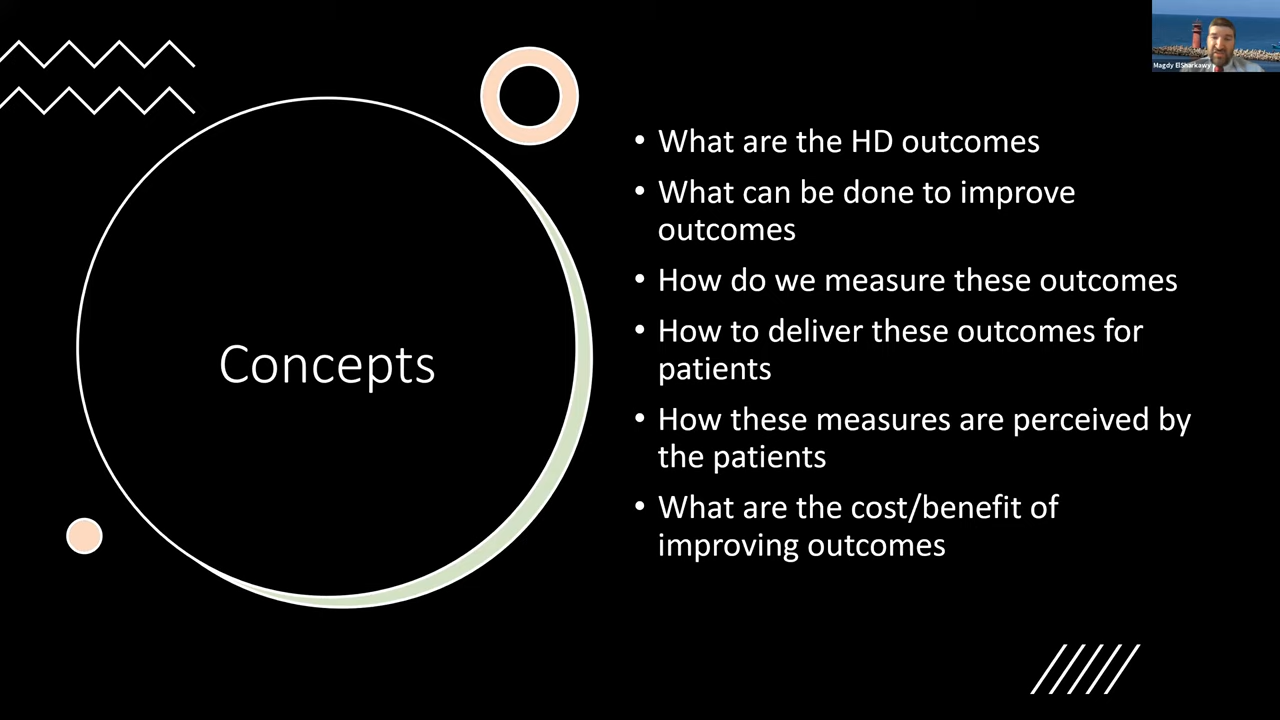 Magdy ElSharkawy
Concepts
• What are the HD outcomes
• What can be done to improve
outcomes
• How do we measure these outcomes
• How to deliver these outcomes for
patients
• How these measures are perceived by
the patients
• What are the cost/benefit of
improving outcomes